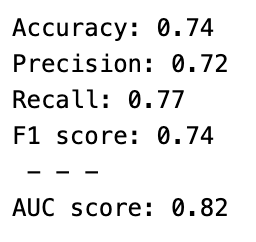 Accuracy: 0.74
Precision: 0.72
Recall: 0.77
F1 score: 0.74
- - -
AUC score: 0.82